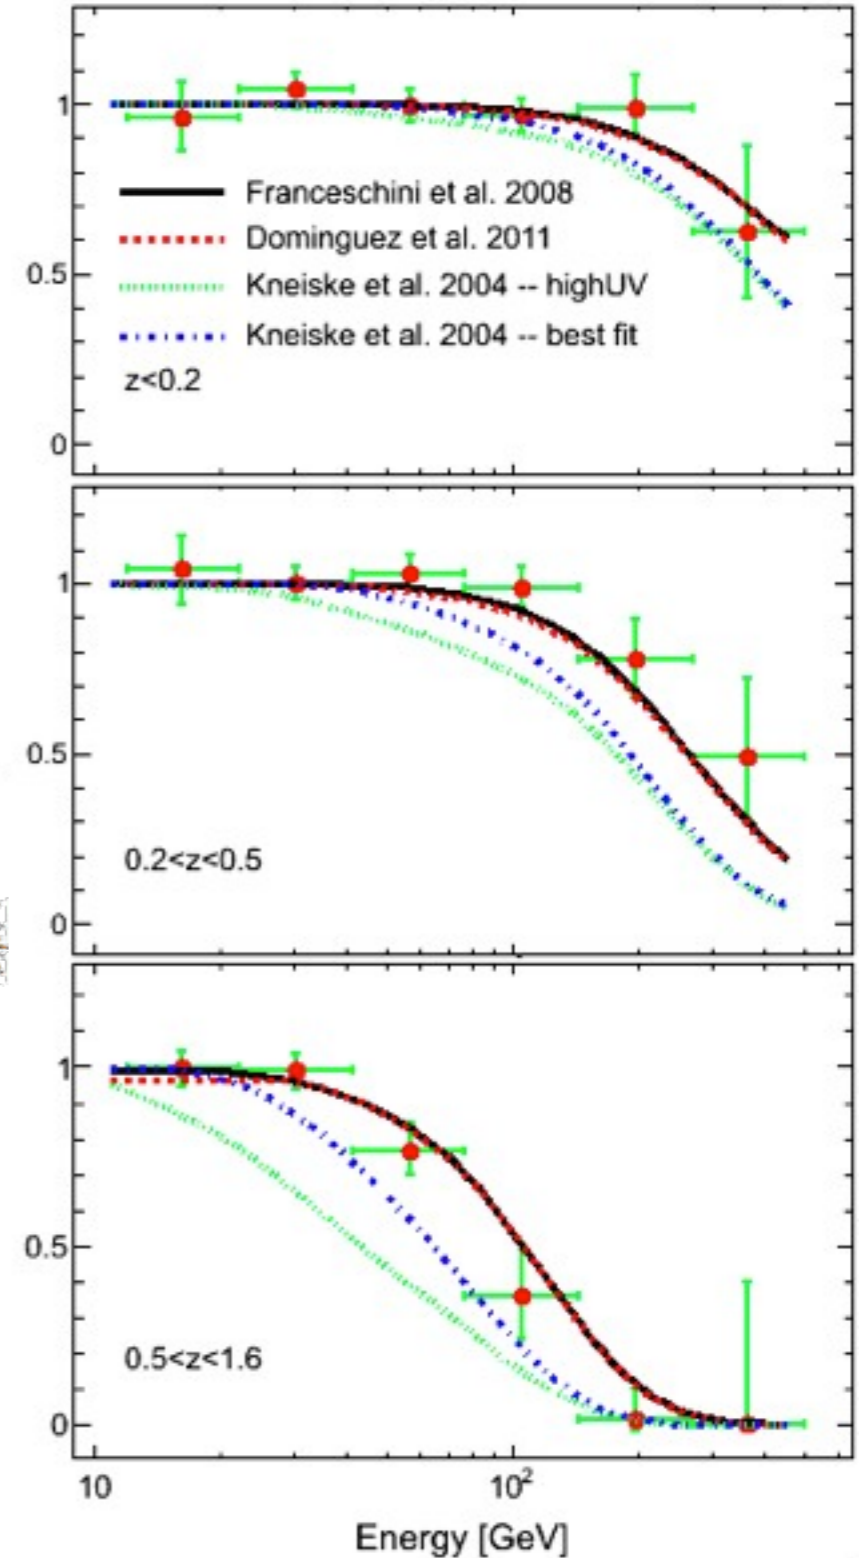 1
Franceschini et al. 2008
Dominguez et al. 2011
0.5
Kneiske et al. 2004 -- highUV
Kneiske et al. 2004 -- best fit
z<0.2
0
1
0.5
0.2<z<0.5
0
1
0.5
0.5<z<1.6
0
10
10²
Energy [GeV]